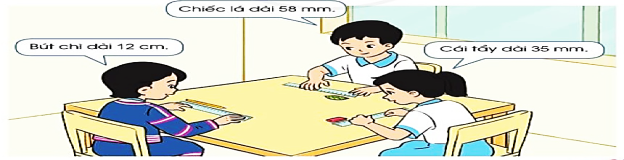 Chiếc lá dài 58 mm.
Bút chì dài 12 cm.
Cái tẩy dài 35 mm.